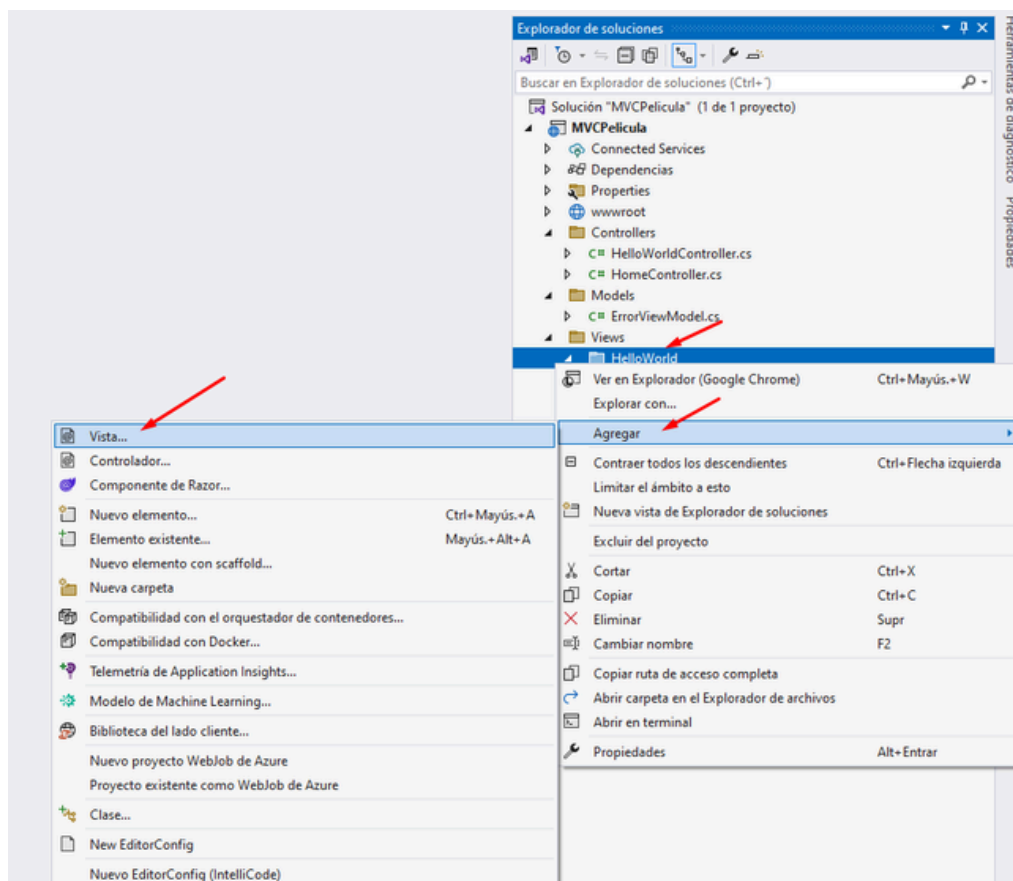 Explorador de soluciones
Buscar en Explorador de soluciones (Ctrl+¨)
Solución "MVCPelicula" (1 de 1 proyecto)
MVCPelicula
Connected Services
Dependencias
Properties
wwwroot
Controllers
C# HelloWorldController.cs
C# HomeController.cs
Models
C# ErrorViewModel.cs
Views
HelloWorld
Herramientas de diagnóstico
Propiedades
Ver en Explorador (Google Chrome) Ctrl+Mayús.+W
Explorar con...
Agregar
Contraer todos los descendientes Ctrl+Flecha izquierda
Limitar el ámbito a esto
Nueva vista de Explorador de soluciones
Excluir del proyecto
Cortar Ctrl+X
Copiar Ctrl+C
Eliminar Supr
Cambiar nombre F2
Copiar ruta de acceso completa
Abrir carpeta en el Explorador de archivos
Abrir en terminal
Propiedades Alt+Entrar
Vista...
Controlador...
Componente de Razor...
Nuevo elemento... Ctrl+Mayús.+A
Elemento existente... Mayús.+Alt+A
Nuevo elemento con scaffold...
Nueva carpeta
Compatibilidad con el orquestador de contenedores...
Compatibilidad con Docker...
Telemetría de Application Insights...
Modelo de Machine Learning...
Biblioteca del lado cliente...
Nuevo proyecto WebJob de Azure
Proyecto existente como WebJob de Azure
Clase...
New EditorConfig
Nuevo EditorConfig (IntelliCode)